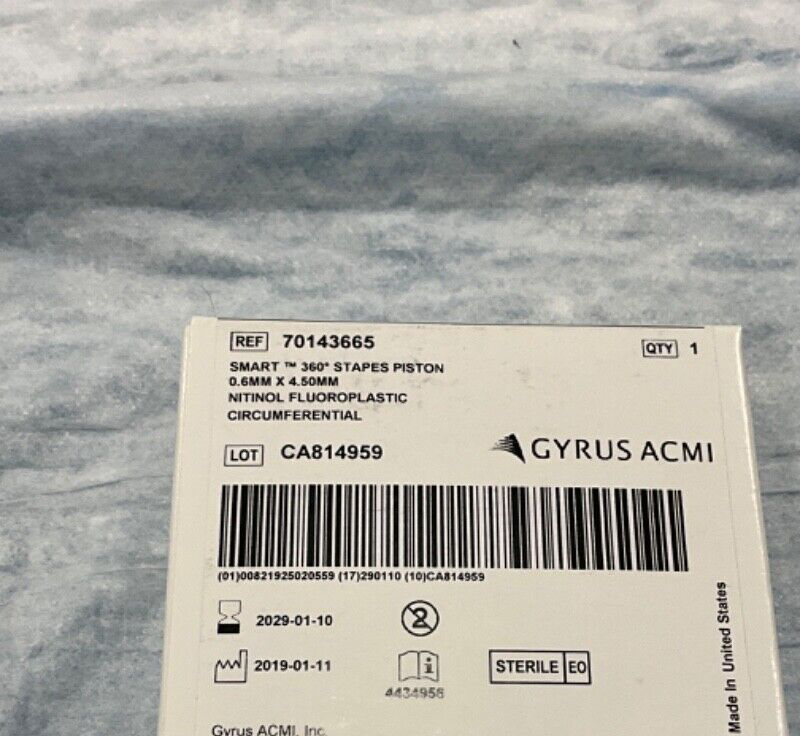 REF 70143665
QTY 1
SMART ™ 360° STAPES PISTON
0.6MM X 4.50MM
NITINOL FLUOROPLASTIC
CIRCUMFERENTIAL
LOT CA814959
GYRUS ACMI
(01)00821925020559 (17)290110 (10)CA814959
2029-01-10
2
2019-01-11
i
4434956
STERILE EO
Made In United States
Gyrus ACMI, Inc.